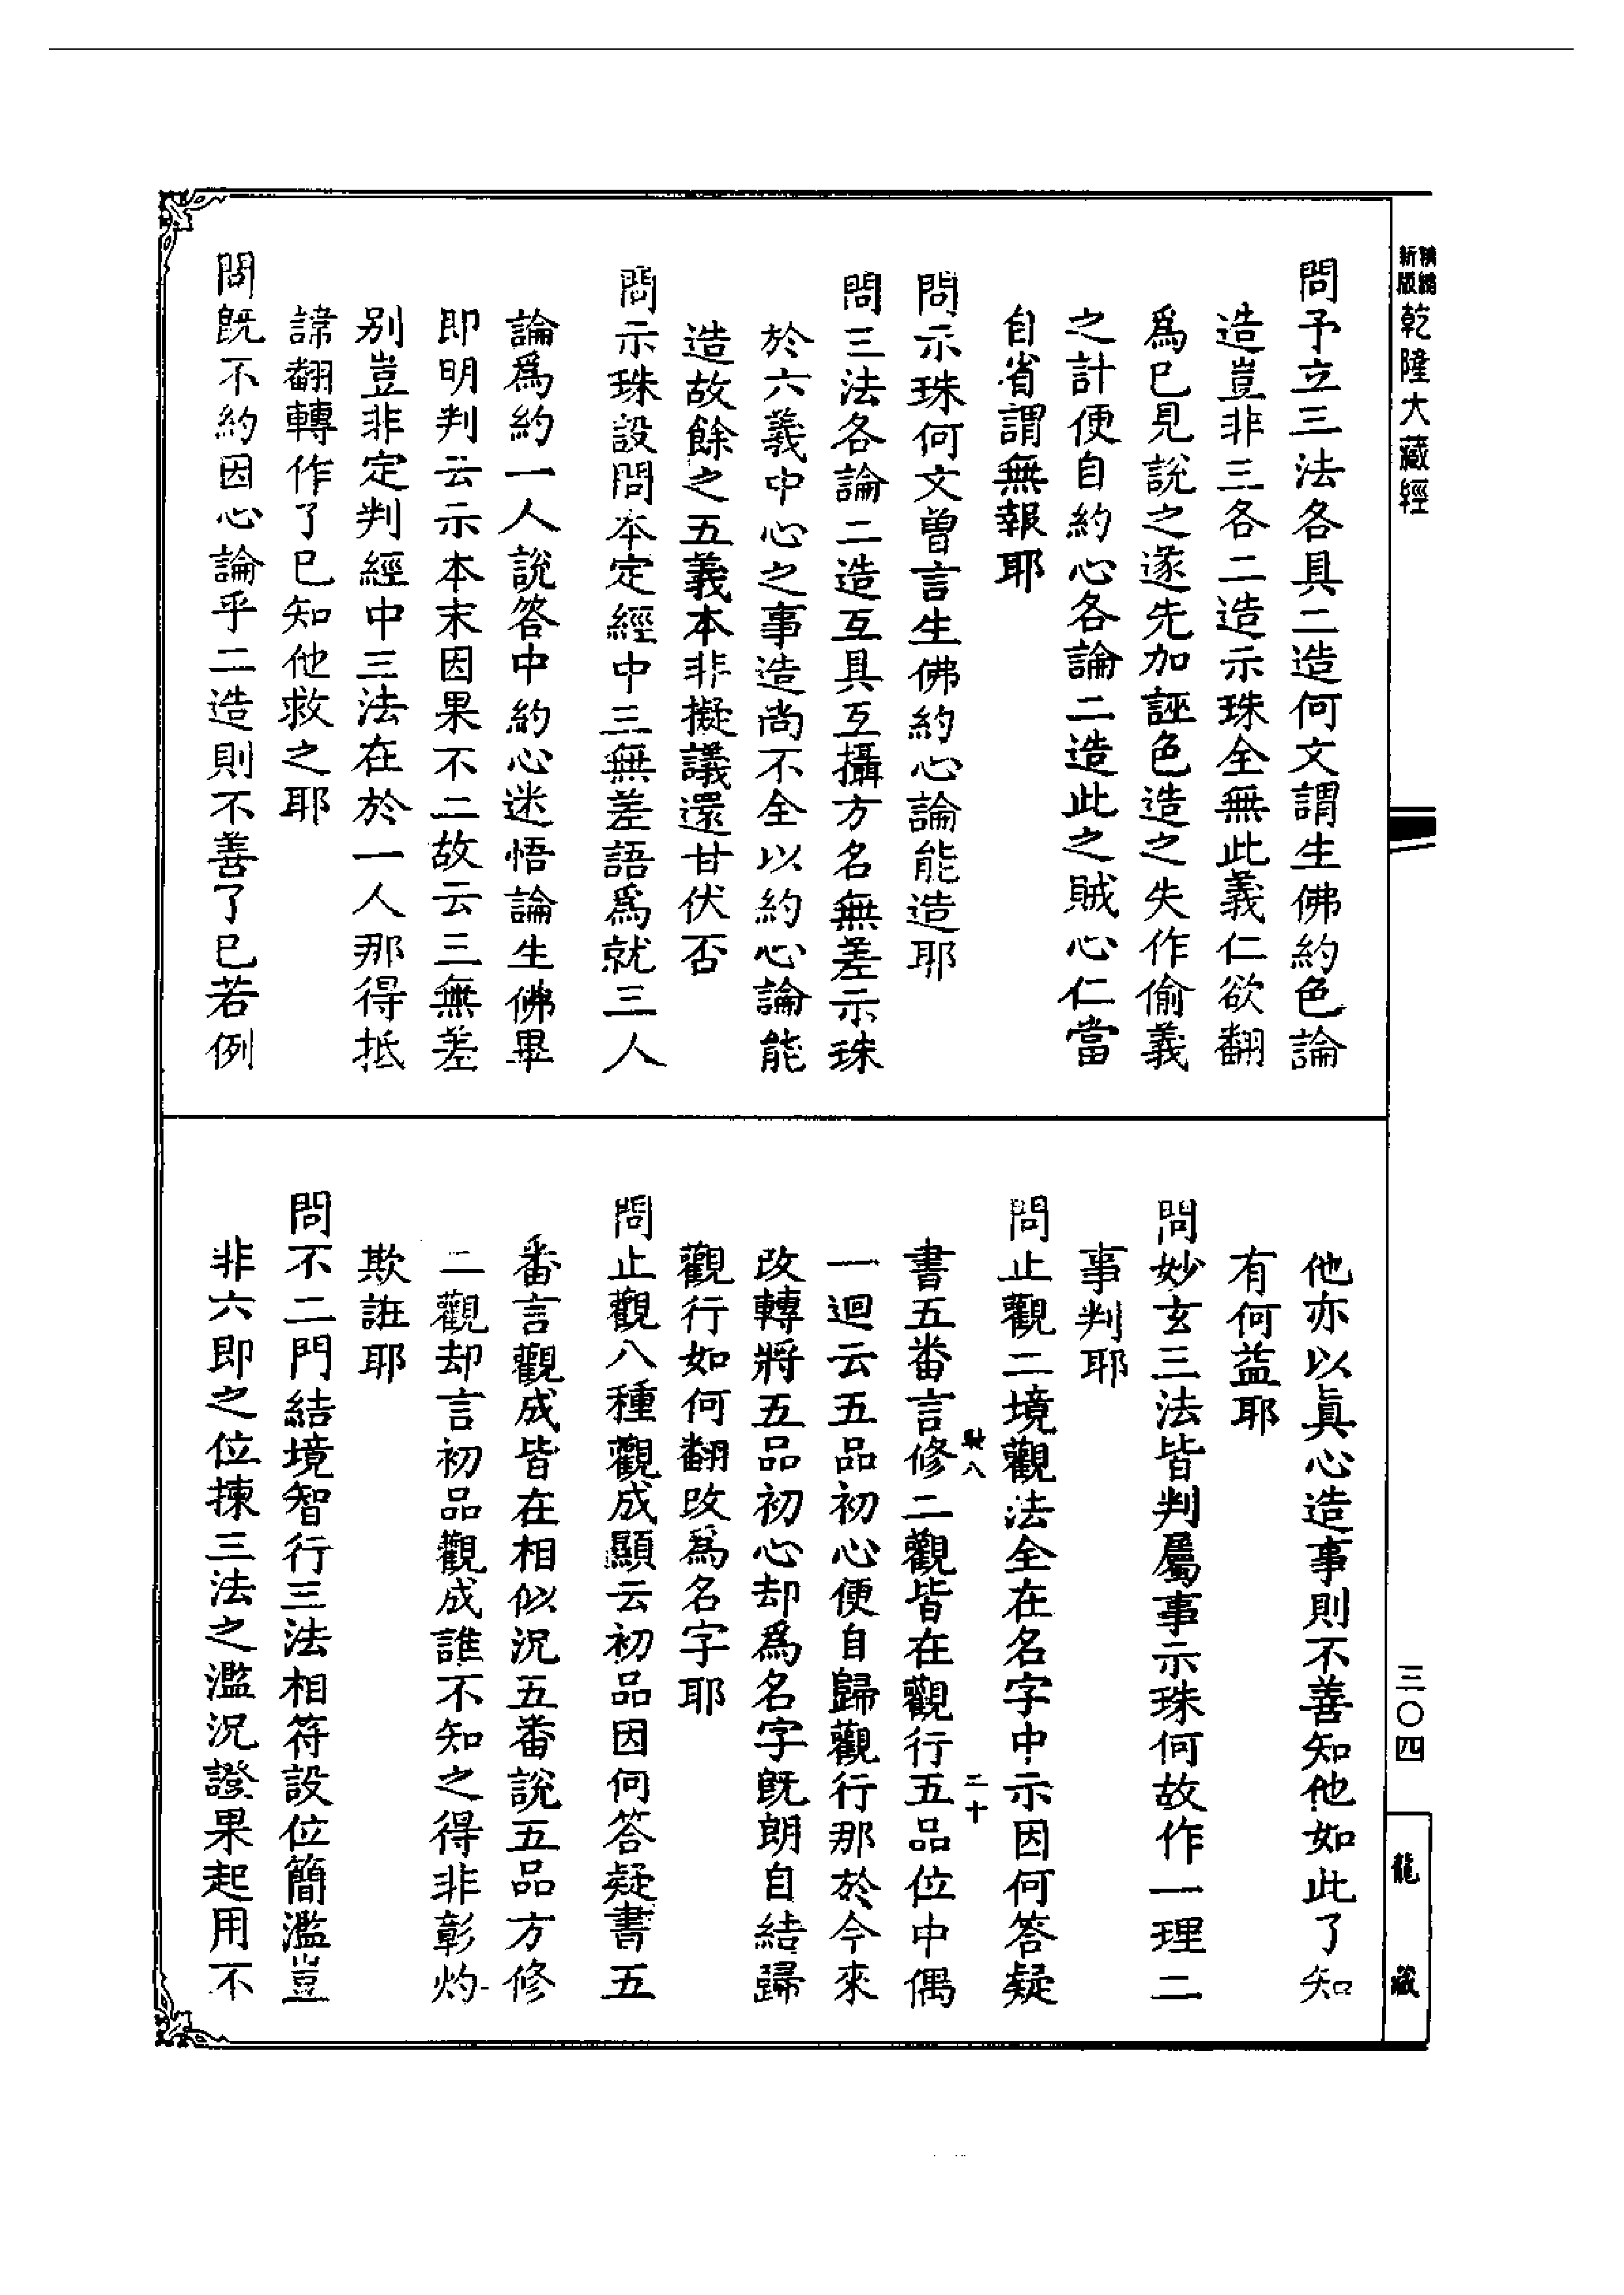 新版精編
乾隆大藏經
三〇四
龍藏
問予立三法各具二造何文謂生佛約色論
造豈非三各二造示珠全無此義仁欲翻
爲已見說之遂先加誣色造之失作偷義
之計便自約心各論二造此之賊心仁當
自省謂無報耶
問示珠何文曾言生佛約心論能造耶
問三法各論二造互具互攝方名無差示珠
於六義中心之事造尚不全以約心論能
造故餘之五義本非擬議還甘伏否
問示珠設問本定經中三無差語爲就三人
論爲約一人說答中約心迷悟論生佛畢
即明判云示本末因果不二故云三無差
别豈非定判經中三法在於一人那得抵
諱翻轉作了已知他救之耶
問既不約因心論乎二造則不善了已若例
他亦以眞心造事則不善知他如此了知
有何益耶
問妙玄三法皆判屬事示珠何故作一理二
事判耶
問止觀二境觀法全在名字中示因何答疑
書五番言修二觀皆在觀行五品位中偶
一迴云五品初心便自歸觀行那於今來
改轉將五品初心却爲名字既朗自結歸
觀行如何翻改爲名字耶
問止觀八種觀成顯云初品因何答疑書五
番言觀成皆在相似況五番說五品方修
二觀却言初品觀成誰不知之得非彰灼
欺誑耶
問不二門結境智行三法相符設位簡濫豈
非六即之位揀三法之濫況證果起用不
八
二十